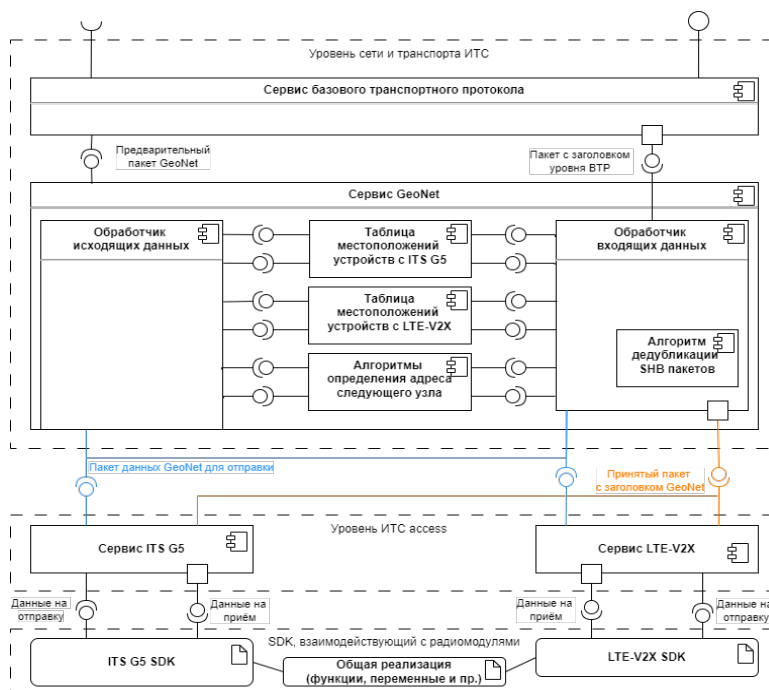 Уровень сети и транспорта ИТС
Сервис базового транспортного протокола
Предварительный
пакет GeoNet
Пакет с заголовком
уровня BTP
Сервис GeoNet
Обработчик
исходящих данных
Таблица
местоположений
устройств с ITS G5
Обработчик
входящих данных
Таблица
местоположений
устройств с LTE-V2X
Алгоритм
дедубликации
SHB пакетов
Алгоритмы
определения адреса
следующего узла
Пакет данных GeoNet для отправки
Принятый пакет
с заголовком GeoNet
Уровень ИТС access
Сервис ITS G5
Сервис LTE-V2X
Данные на
отправку
Данные на
приём
Данные на
приём
Данные на
отправку
SDK, взаимодействующий с радиомодулями
ITS G5 SDK
Общая реализация
(функции, переменные и пр.)
LTE-V2X SDK